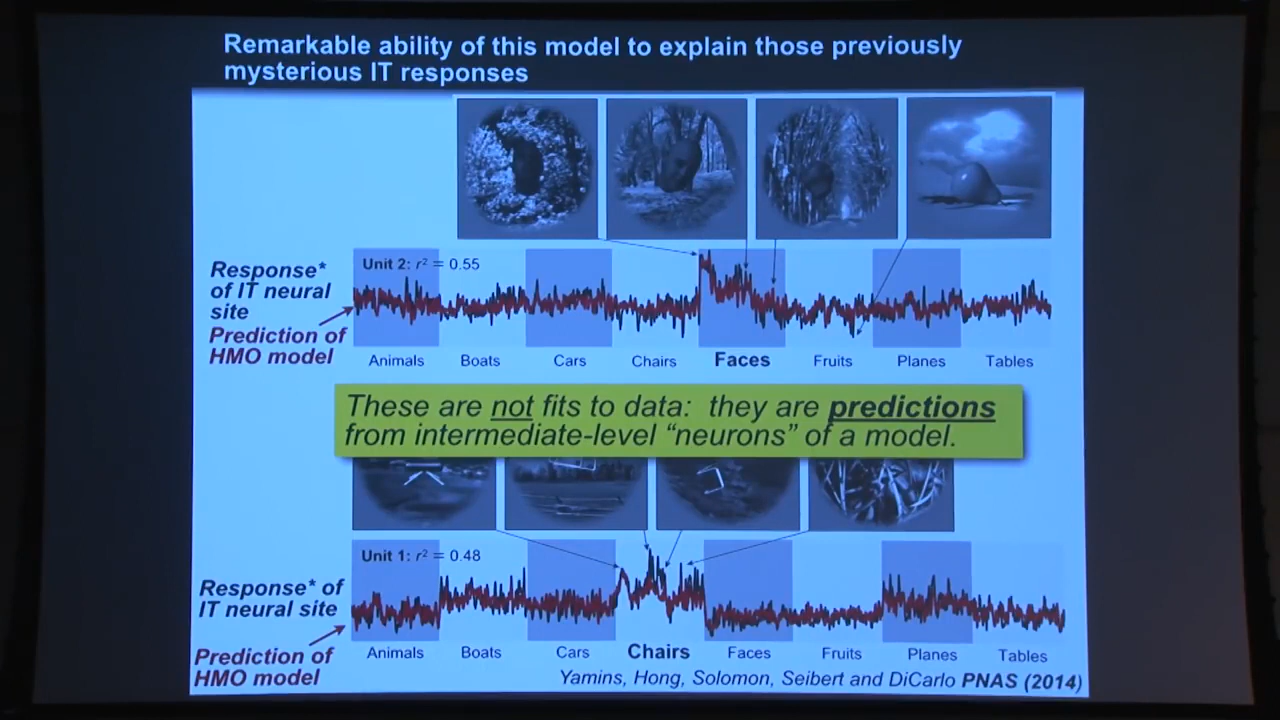 Remarkable ability of this model to explain those previously
mysterious IT responses
Response*
of IT neural
site
Prediction of
HMO model
Unit 2: r² = 0.55
Animals Boats Cars Chairs Faces Fruits Planes Tables
These are not fits to data: they are predictions
from intermediate-level “neurons” of a model.
Unit 1: r² = 0.48
Response* of
IT neural site
Prediction of
HMO model
Animals Boats Cars Chairs Faces Fruits Planes Tables
Yamins, Hong, Solomon, Seibert and DiCarlo PNAS (2014)